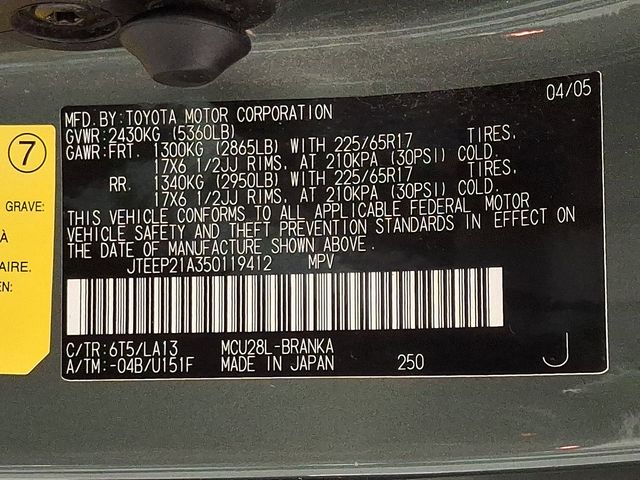 04/05
MFD. BY: TOYOTA MOTOR CORPORATION
GVWR: 2430KG (5360LB)
GAWR: FRT. 1300KG (2865LB) WITH 225/65R17 TIRES,
17X6 1/2JJ RIMS, AT 210KPA (30PSI) COLD.
RR. 1340KG (2950LB) WITH 225/65R17 TIRES,
17X6 1/2JJ RIMS, AT 210KPA (30PSI) COLD.
THIS VEHICLE CONFORMS TO ALL APPLICABLE FEDERAL MOTOR
VEHICLE SAFETY AND THEFT PREVENTION STANDARDS IN EFFECT ON
THE DATE OF MANUFACTURE SHOWN ABOVE.
JTEEP21A350119412 MPV
C/TR: 6T5/LA13 MCU28L-BRANKA
A/TM: -04B/U151F MADE IN JAPAN 250 J
7
GRAVE:
À
AIRE.
EN: